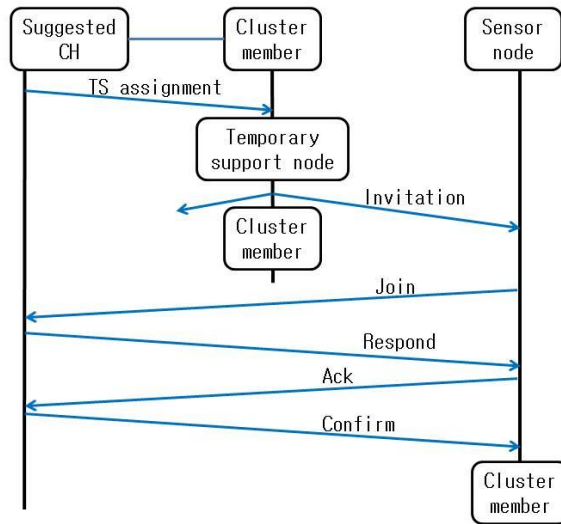 Suggested
CH
Cluster
member
Sensor
node
TS assignment
Temporary
support node
Invitation
Cluster
member
Join
Respond
Ack
Confirm
Cluster
member